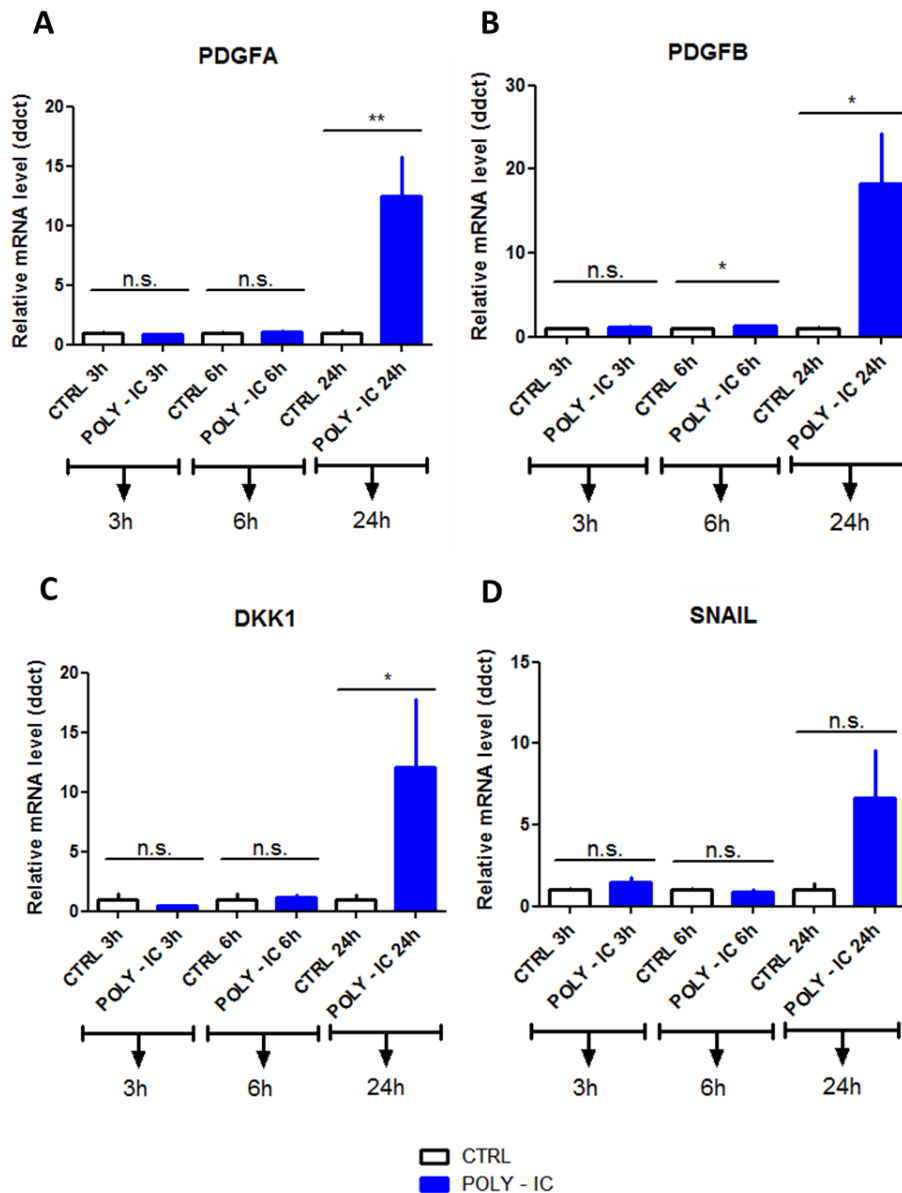 A
PDGFA
Relative mRNA level (ddct)
20
15
10
5
0
n.s.
n.s.
**
CTRL 3h
POLY - IC 3h
CTRL 6h
POLY - IC 6h
CTRL 24h
POLY - IC 24h
3h
6h
24h
B
PDGFB
Relative mRNA level (ddct)
30
20
10
0
n.s.
*
*
CTRL 3h
POLY - IC 3h
CTRL 6h
POLY - IC 6h
CTRL 24h
POLY - IC 24h
3h
6h
24h
C
DKK1
Relative mRNA level (ddct)
20
15
10
5
0
n.s.
n.s.
*
CTRL 3h
POLY - IC 3h
CTRL 6h
POLY - IC 6h
CTRL 24h
POLY - IC 24h
3h
6h
24h
D
SNAIL
Relative mRNA level (ddct)
15
10
5
0
n.s.
n.s.
n.s.
CTRL 3h
POLY - IC 3h
CTRL 6h
POLY - IC 6h
CTRL 24h
POLY - IC 24h
3h
6h
24h
CTRL
POLY - IC